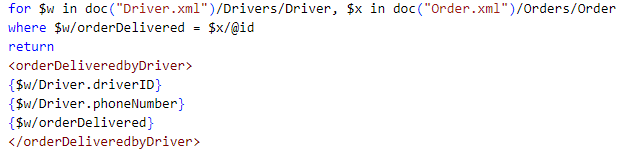 for $w in doc("Driver.xml")/Drivers/Driver, $x in doc("Order.xml")/Orders/Order
where $w/orderDelivered = $x/@id
return
<orderDeliveredbyDriver>
{$w/Driver.driverID}
{$w/Driver.phoneNumber}
{$w/orderDelivered}
</orderDeliveredbyDriver>